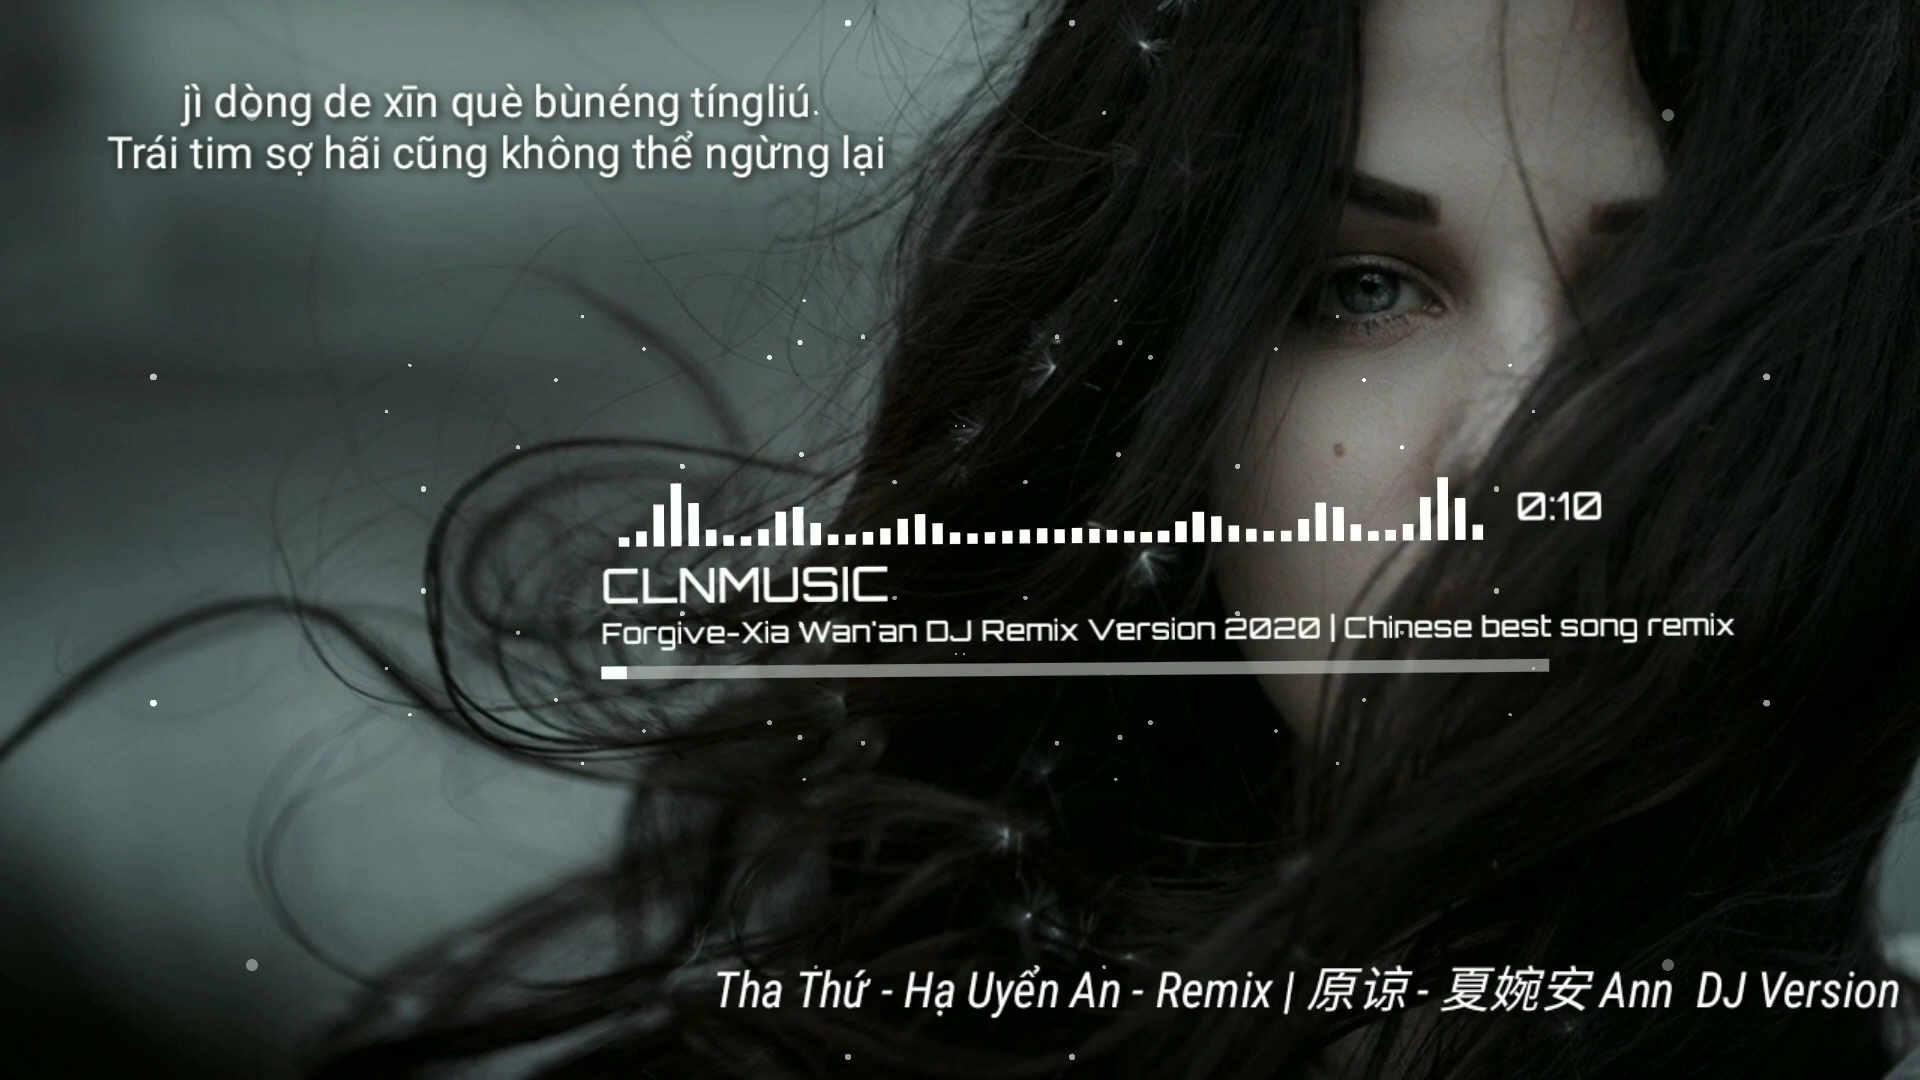 jì dòng de xīn què bùnéng tíngliú
Trái tim sợ hãi cũng không thể ngừng lại
0:10
CLNMUSIC
Forgive-Xia Wan'an DJ Remix Version 2020 | Chinese best song remix
Tha Thứ - Hạ Uyển An - Remix | 原谅 - 夏婉安 Ann DJ Version